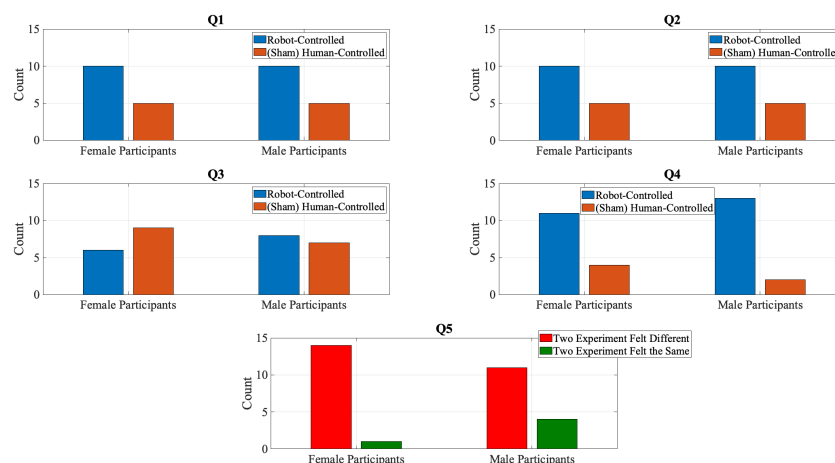 Q1
15
10
5
0
Count
Robot-Controlled
(Sham) Human-Controlled
Female Participants
Male Participants
Q2
15
10
5
0
Count
Robot-Controlled
(Sham) Human-Controlled
Female Participants
Male Participants
Q3
15
10
5
0
Count
Robot-Controlled
(Sham) Human-Controlled
Female Participants
Male Participants
Q4
15
10
5
0
Count
Robot-Controlled
(Sham) Human-Controlled
Female Participants
Male Participants
Q5
15
10
5
0
Count
Two Experiment Felt Different
Two Experiment Felt the Same
Female Participants
Male Participants